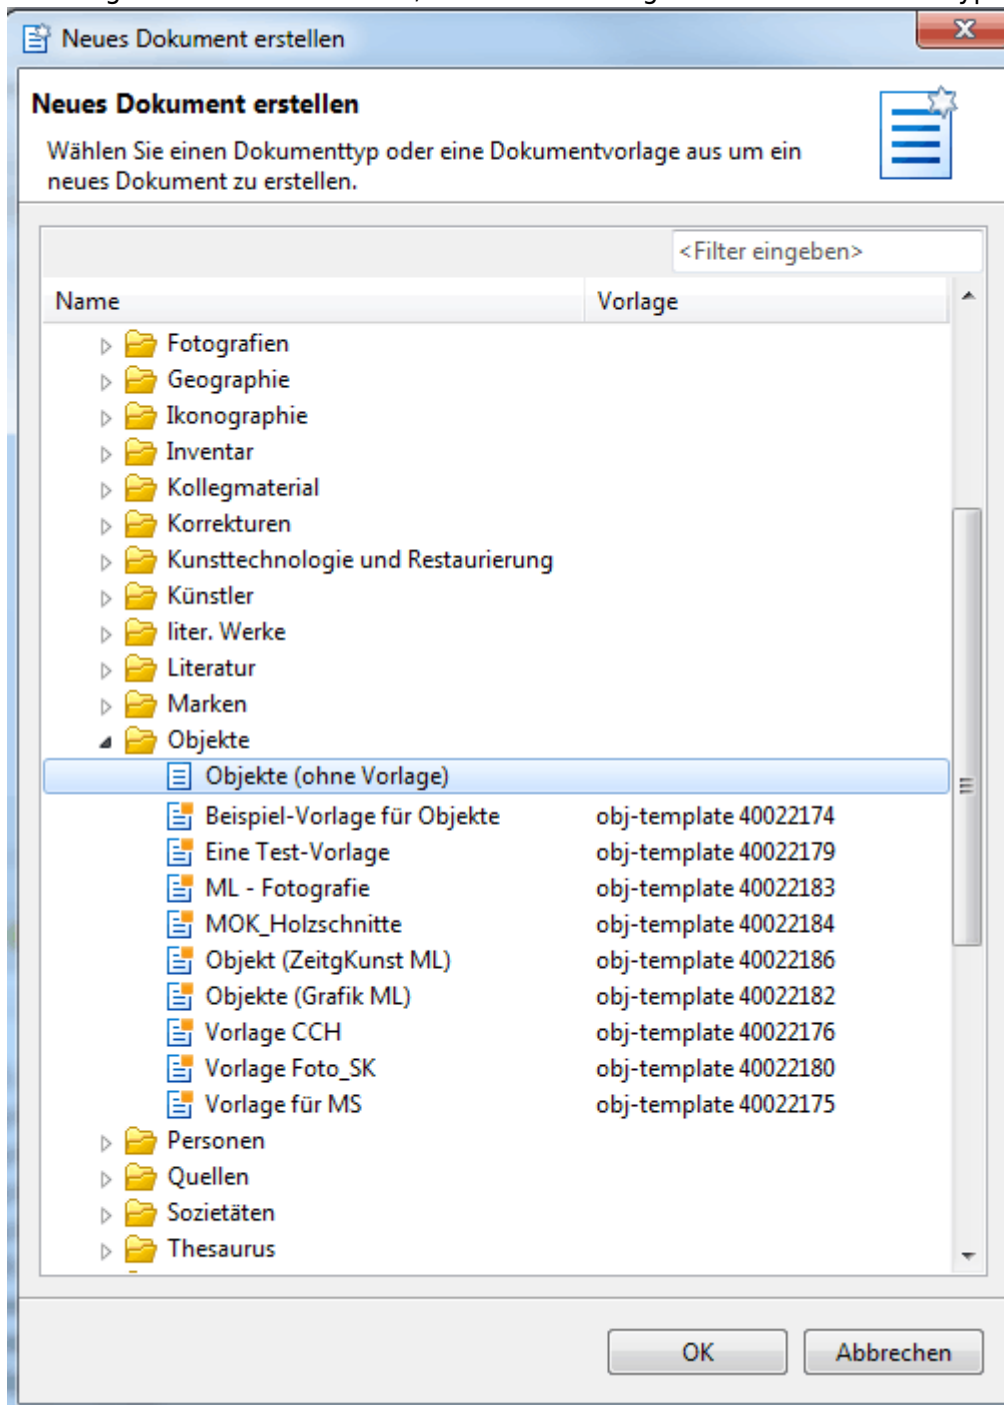 Neues Dokument erstellen
Neues Dokument erstellen
Wählen Sie einen Dokumenttyp oder eine Dokumentvorlage aus um ein
neues Dokument zu erstellen.
<Filter eingeben>
Name Vorlage
Fotografien
Geographie
Ikonographie
Inventar
Kollegmaterial
Korrekturen
Kunsttechnologie und Restaurierung
Künstler
liter. Werke
Literatur
Marken
Objekte
Objekte (ohne Vorlage)
Beispiel-Vorlage für Objekte obj-template 40022174
Eine Test-Vorlage obj-template 40022179
ML - Fotografie obj-template 40022183
MOK_Holzschnitte obj-template 40022184
Objekt (ZeitgKunst ML) obj-template 40022186
Objekte (Grafik ML) obj-template 40022182
Vorlage CCH obj-template 40022176
Vorlage Foto_SK obj-template 40022180
Vorlage für MS obj-template 40022175
Personen
Quellen
Sozietäten
Thesaurus
OK Abbrechen